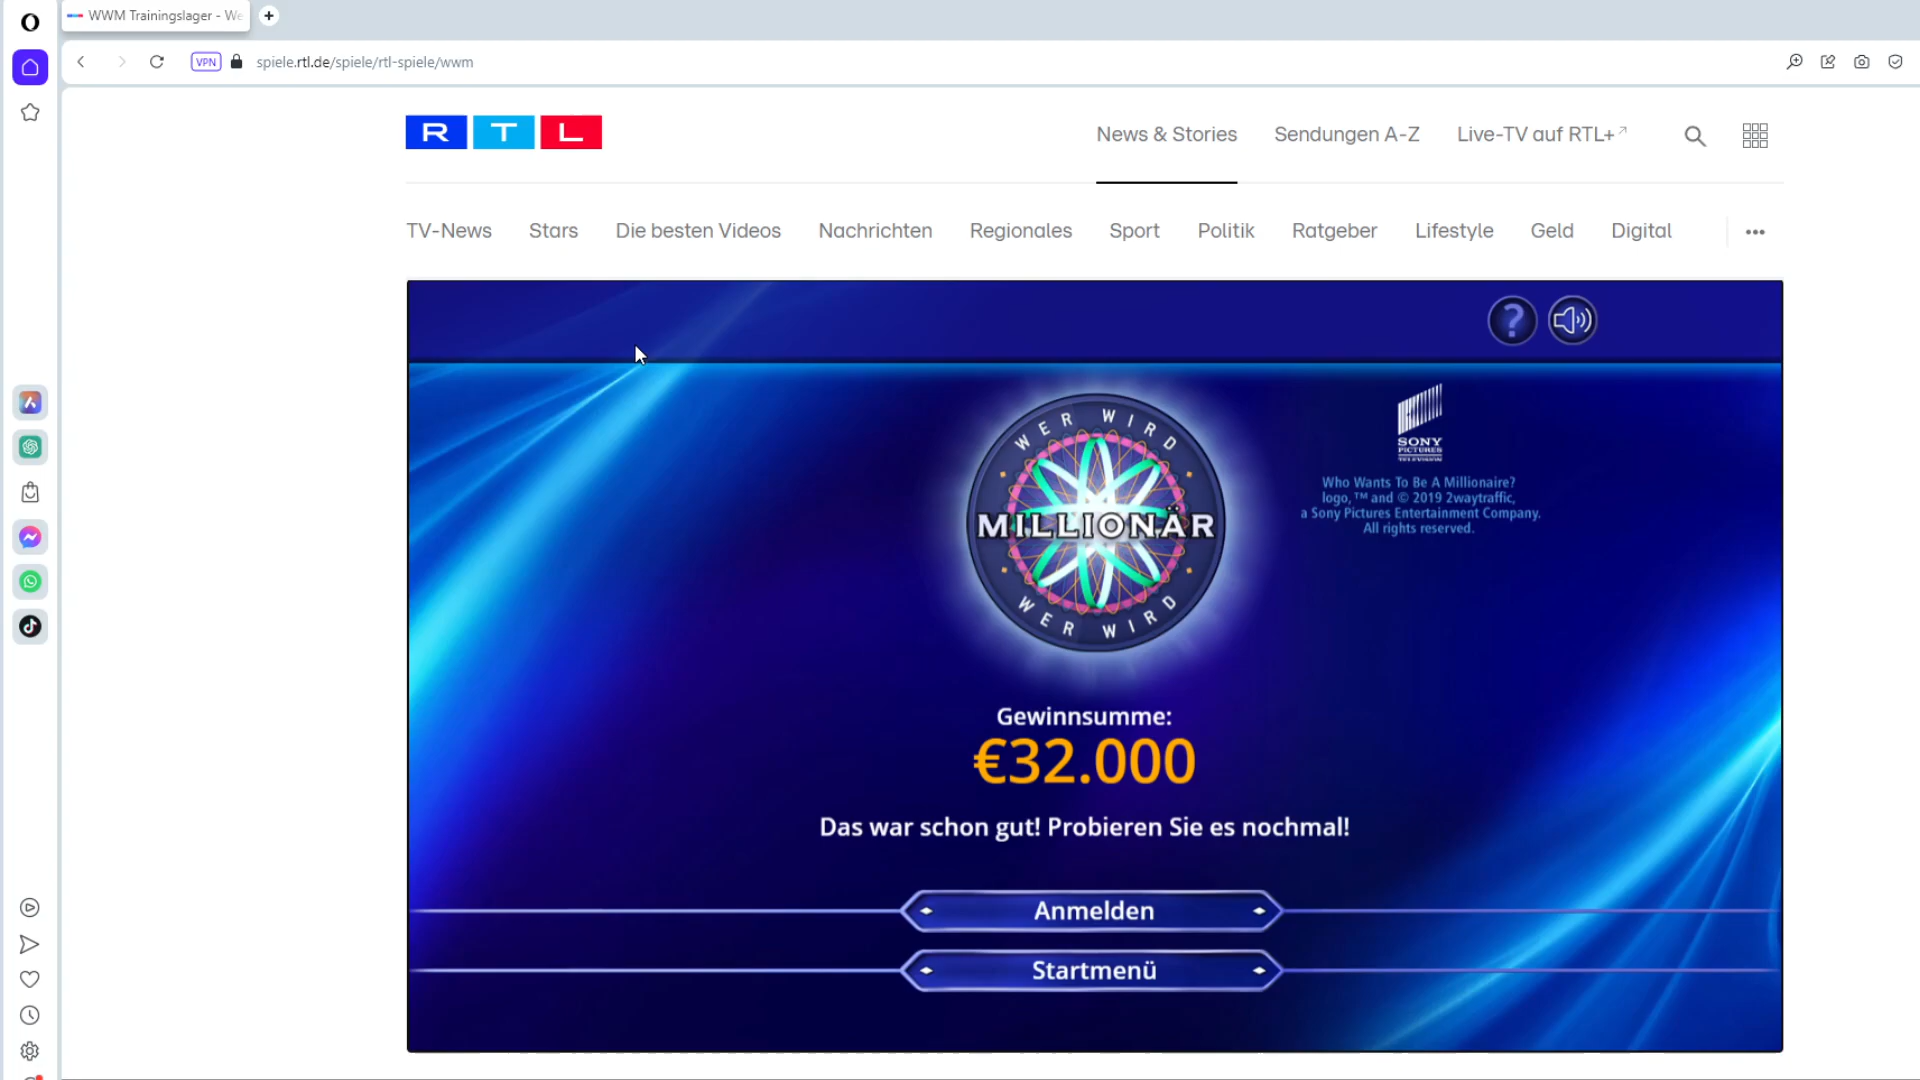 WWM Trainingslager - We
VPN
spiele.rtl.de/spiele/rtl-spiele/wwm
R T L
News & Stories
Sendungen A-Z
Live-TV auf RTL+
TV-News
Stars
Die besten Videos
Nachrichten
Regionales
Sport
Politik
Ratgeber
Lifestyle
Geld
Digital
?
WER WIRD
MILLIONÄR
WER WIRD
SONY
PICTURES
TELEVISION
Who Wants To Be A Millionaire?
logo,™ and © 2019 2waytraffic,
a Sony Pictures Entertainment Company.
All rights reserved.
Gewinnsumme:
€32.000
Das war schon gut! Probieren Sie es nochmal!
Anmelden
Startmenü